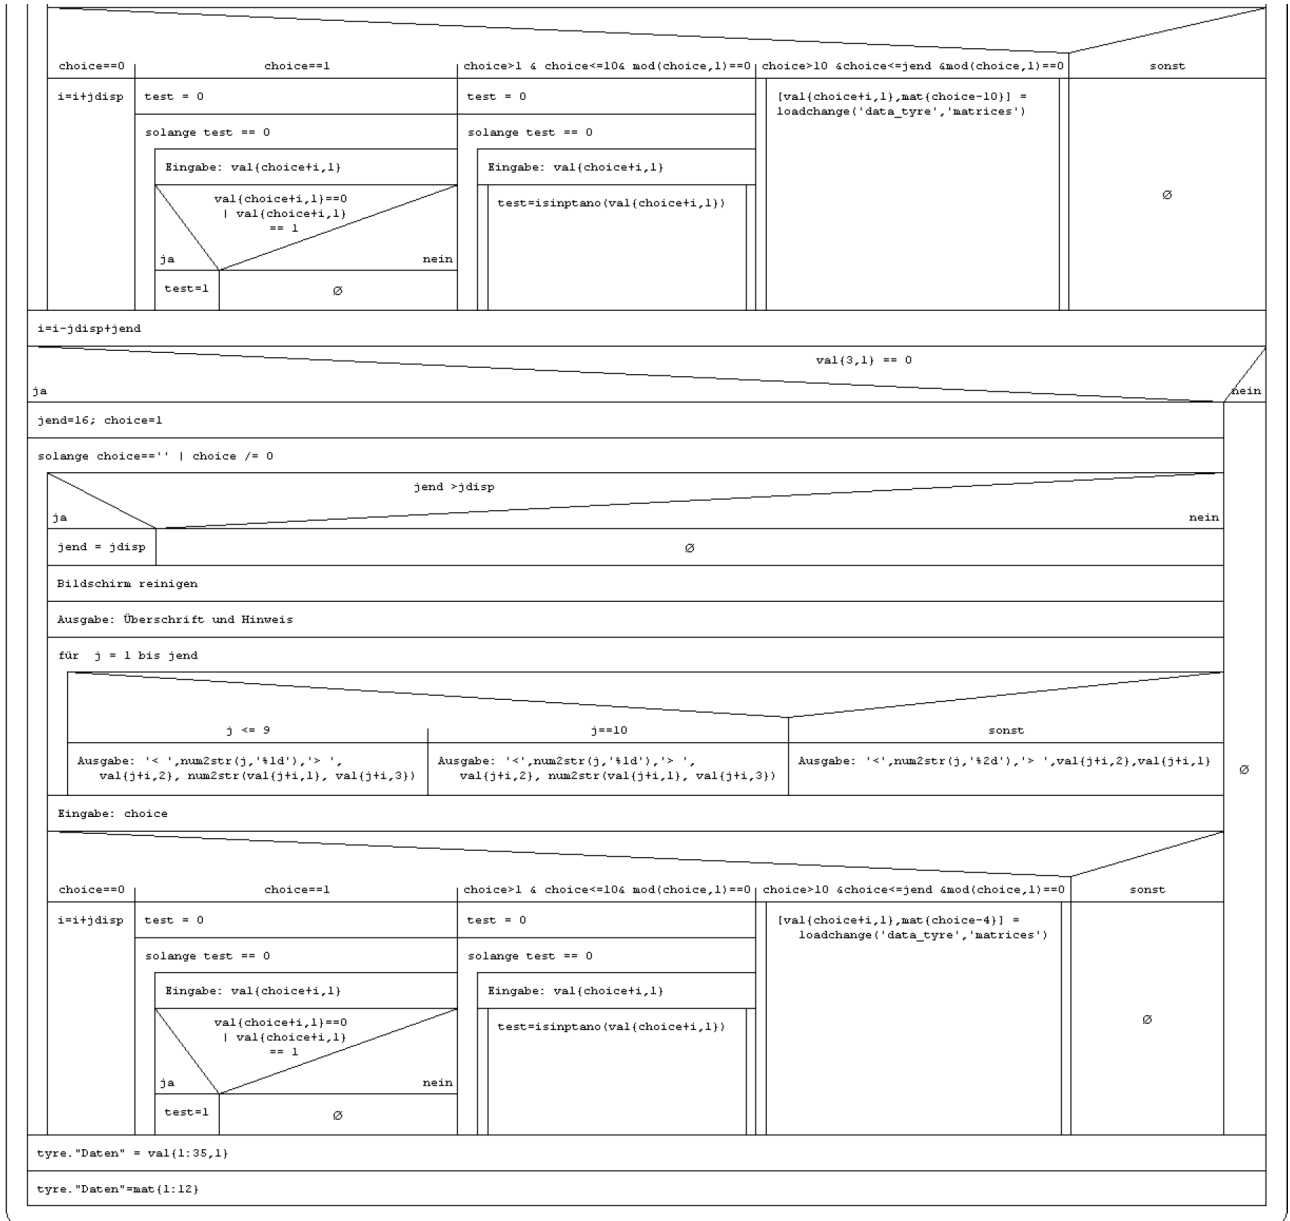 choice==0
choice==1
choice>1 & choice<=10& mod(choice,1)==0
choice>10 &choice<=jend &mod(choice,1)==0
sonst
i=i+jdisp
test = 0
test = 0
[val{choice+i,1},mat{choice-10}] =
loadchange('data_tyre','matrices')
solange test == 0
solange test == 0
Eingabe: val{choice+i,1}
Eingabe: val{choice+i,1}
val{choice+i,1}==0
| val{choice+i,1}
== 1
test=isinptano(val{choice+i,1})
∅
ja
nein
test=1
∅
i=i-jdisp+jend
val{3,1} == 0
ja
nein
jend=16; choice=1
solange choice=='' | choice /= 0
jend >jdisp
ja
nein
jend = jdisp
∅
Bildschirm reinigen
Ausgabe: Überschrift und Hinweis
für  j = 1 bis jend
j <= 9
j==10
sonst
Ausgabe: '< ',num2str(j,'%1d'),'> ',
val{j+i,2}, num2str(val{j+i,1}, val{j+i,3})
Ausgabe: '<',num2str(j,'%1d'),'> ',
val{j+i,2}, num2str(val{j+i,1}, val{j+i,3})
Ausgabe: '<',num2str(j,'%2d'),'> ',val{j+i,2},val{j+i,1}
∅
Eingabe: choice
choice==0
choice==1
choice>1 & choice<=10& mod(choice,1)==0
choice>10 &choice<=jend &mod(choice,1)==0
sonst
i=i+jdisp
test = 0
test = 0
[val{choice+i,1},mat{choice-4}] =
loadchange('data_tyre','matrices')
solange test == 0
solange test == 0
Eingabe: val{choice+i,1}
Eingabe: val{choice+i,1}
val{choice+i,1}==0
| val{choice+i,1}
== 1
test=isinptano(val{choice+i,1})
∅
ja
nein
test=1
∅
tyre."Daten" = val{1:35,1}
tyre."Daten"=mat{1:12}